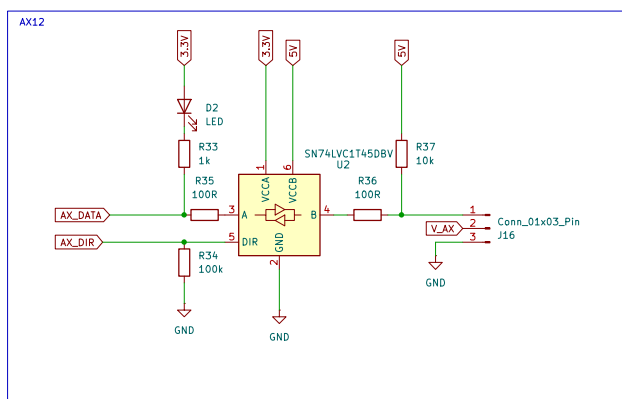 AX12
3.3V
3.3V
5V
5V
D2
LED
R33
1k
SN74LVC1T45DBV
U2
R37
10k
1
6
VCCA
VCCB
R35
100R
R36
100R
AX_DATA
3
A
B
4
1
Conn_01x03_Pin
2
V_AX
J16
AX_DIR
5
DIR
3
GND
R34
100k
2
GND
GND
GND